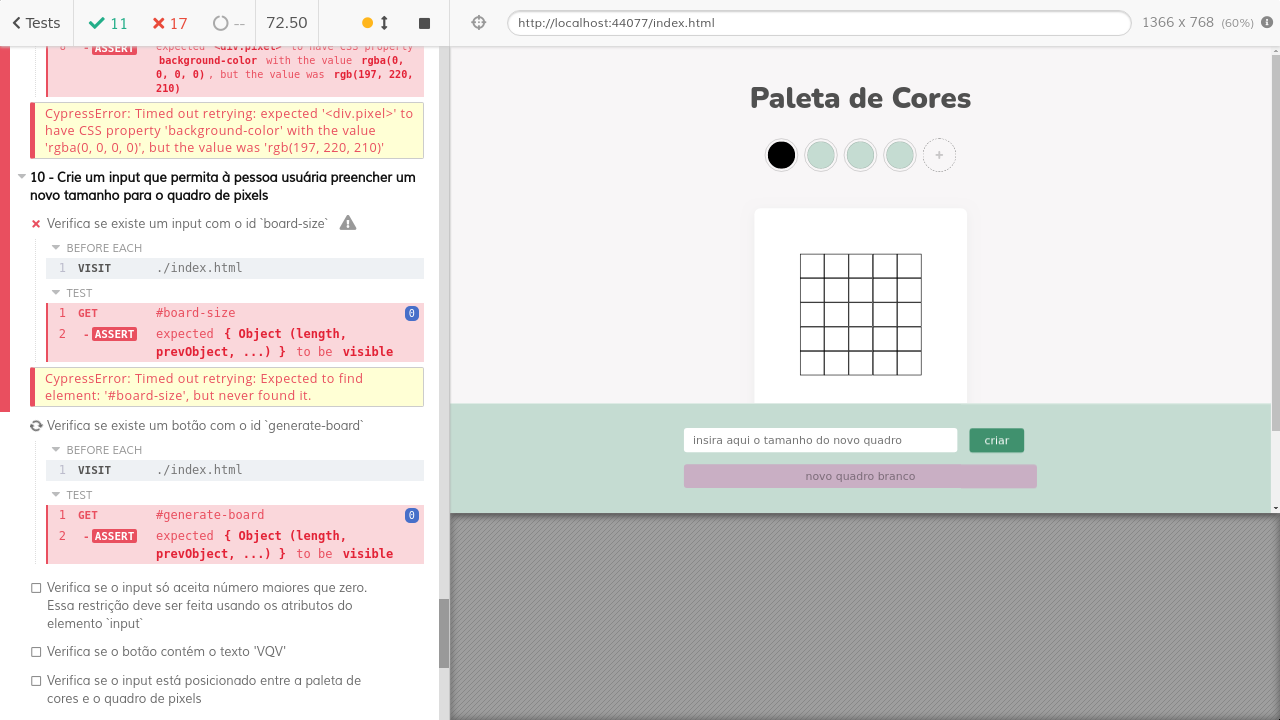 Tests
11
17
--
72.50
http://localhost:44077/index.html
1366 x 768 (60%)
6 -ASSERT expected <div.pixel> to have CSS property
background-color with the value rgba(0,
0, 0, 0), but the value was rgb(197, 220,
210)
CypressError: Timed out retrying: expected '<div.pixel>' to
have CSS property 'background-color' with the value
'rgba(0, 0, 0, 0)', but the value was 'rgb(197, 220, 210)'
10 - Crie um input que permita à pessoa usuária preencher um
novo tamanho para o quadro de pixels
Verifica se existe um input com o id `board-size`
BEFORE EACH
1 VISIT ./index.html
TEST
1 GET #board-size 0
2 -ASSERT expected { Object (length,
prevObject, ...) } to be visible
CypressError: Timed out retrying: Expected to find
element: '#board-size', but never found it.
Verifica se existe um botão com o id `generate-board`
BEFORE EACH
1 VISIT ./index.html
TEST
1 GET #generate-board 0
2 -ASSERT expected { Object (length,
prevObject, ...) } to be visible
Verifica se o input só aceita número maiores que zero.
Essa restrição deve ser feita usando os atributos do
elemento `input`
Verifica se o botão contém o texto 'VQV'
Verifica se o input está posicionado entre a paleta de
cores e o quadro de pixels
Paleta de Cores
+
insira aqui o tamanho do novo quadro
criar
novo quadro branco